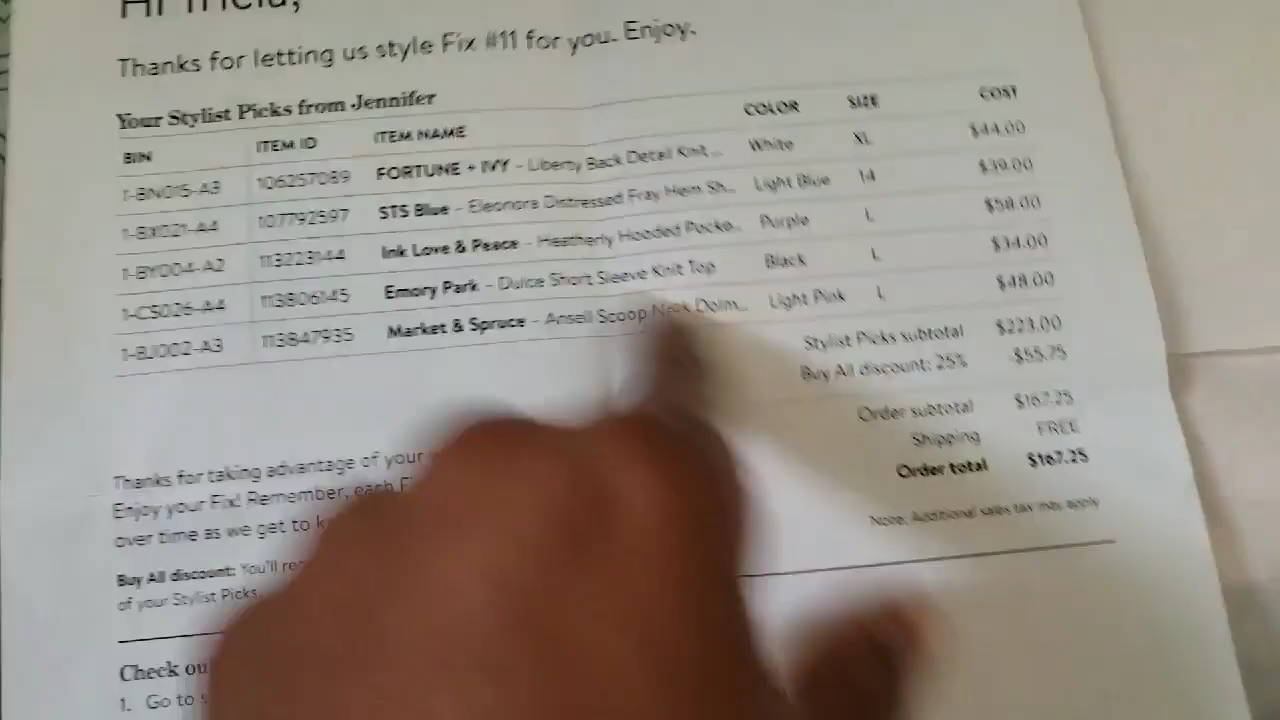 Hi Tricia,
Thanks for letting us style Fix #11 for you. Enjoy.
Your Stylist Picks from Jennifer
BIN ITEM ID ITEM NAME COLOR SIZE COST
1-BN015-A3 106257089 FORTUNE + IVY - Liberty Back Detail Knit... White XL $44.00
1-BX021-A4 107792597 STS Blue - Eleonora Distressed Fray Hem Sh... Light Blue 14 $39.00
1-BY004-A2 113223144 Ink Love & Peace - Heatherly Hooded Pocke... Purple L $58.00
1-CS026-A4 113806145 Emory Park - Dulce Short Sleeve Knit Top Black L $34.00
1-BJ002-A3 113847935 Market & Spruce - Ansell Scoop Neck Dolm... Light Pink L $48.00
Stylist Picks subtotal $223.00
Buy All discount: 25% -$55.75
Order subtotal $167.25
Shipping FREE
Order total $167.25
Note: Additional sales tax may apply
Thanks for taking advantage of your
Enjoy your Fix! Remember, each
over time as we get to
Buy All discount: You'll
of your Stylist Picks.
Check
1. Go to